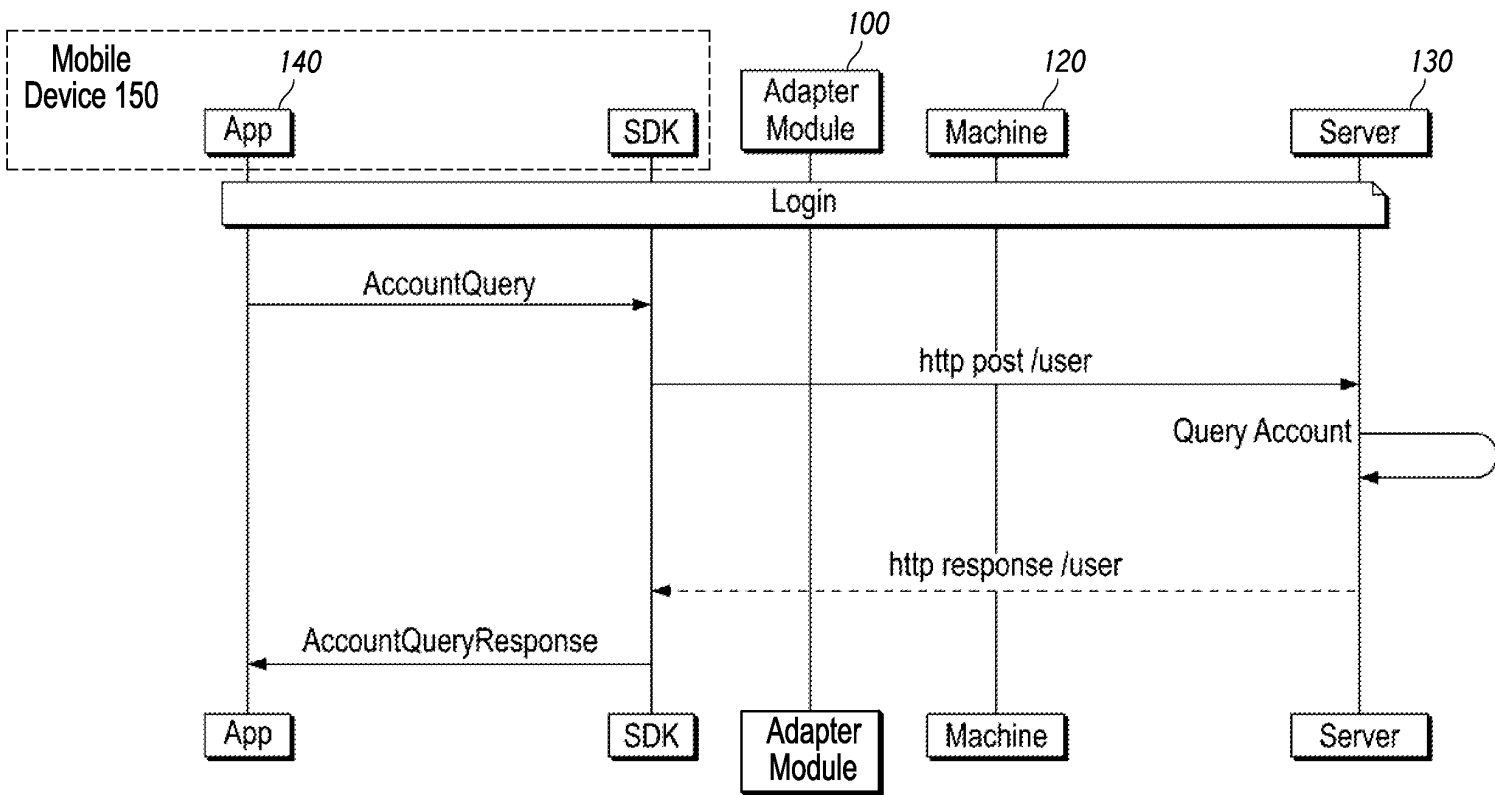 100
Mobile
Device 150
140
120
130
App
SDK
Adapter
Module
Machine
Server
Login
AccountQuery
http post /user
Query Account
http response /user
AccountQueryResponse
App
SDK
Adapter
Module
Machine
Server